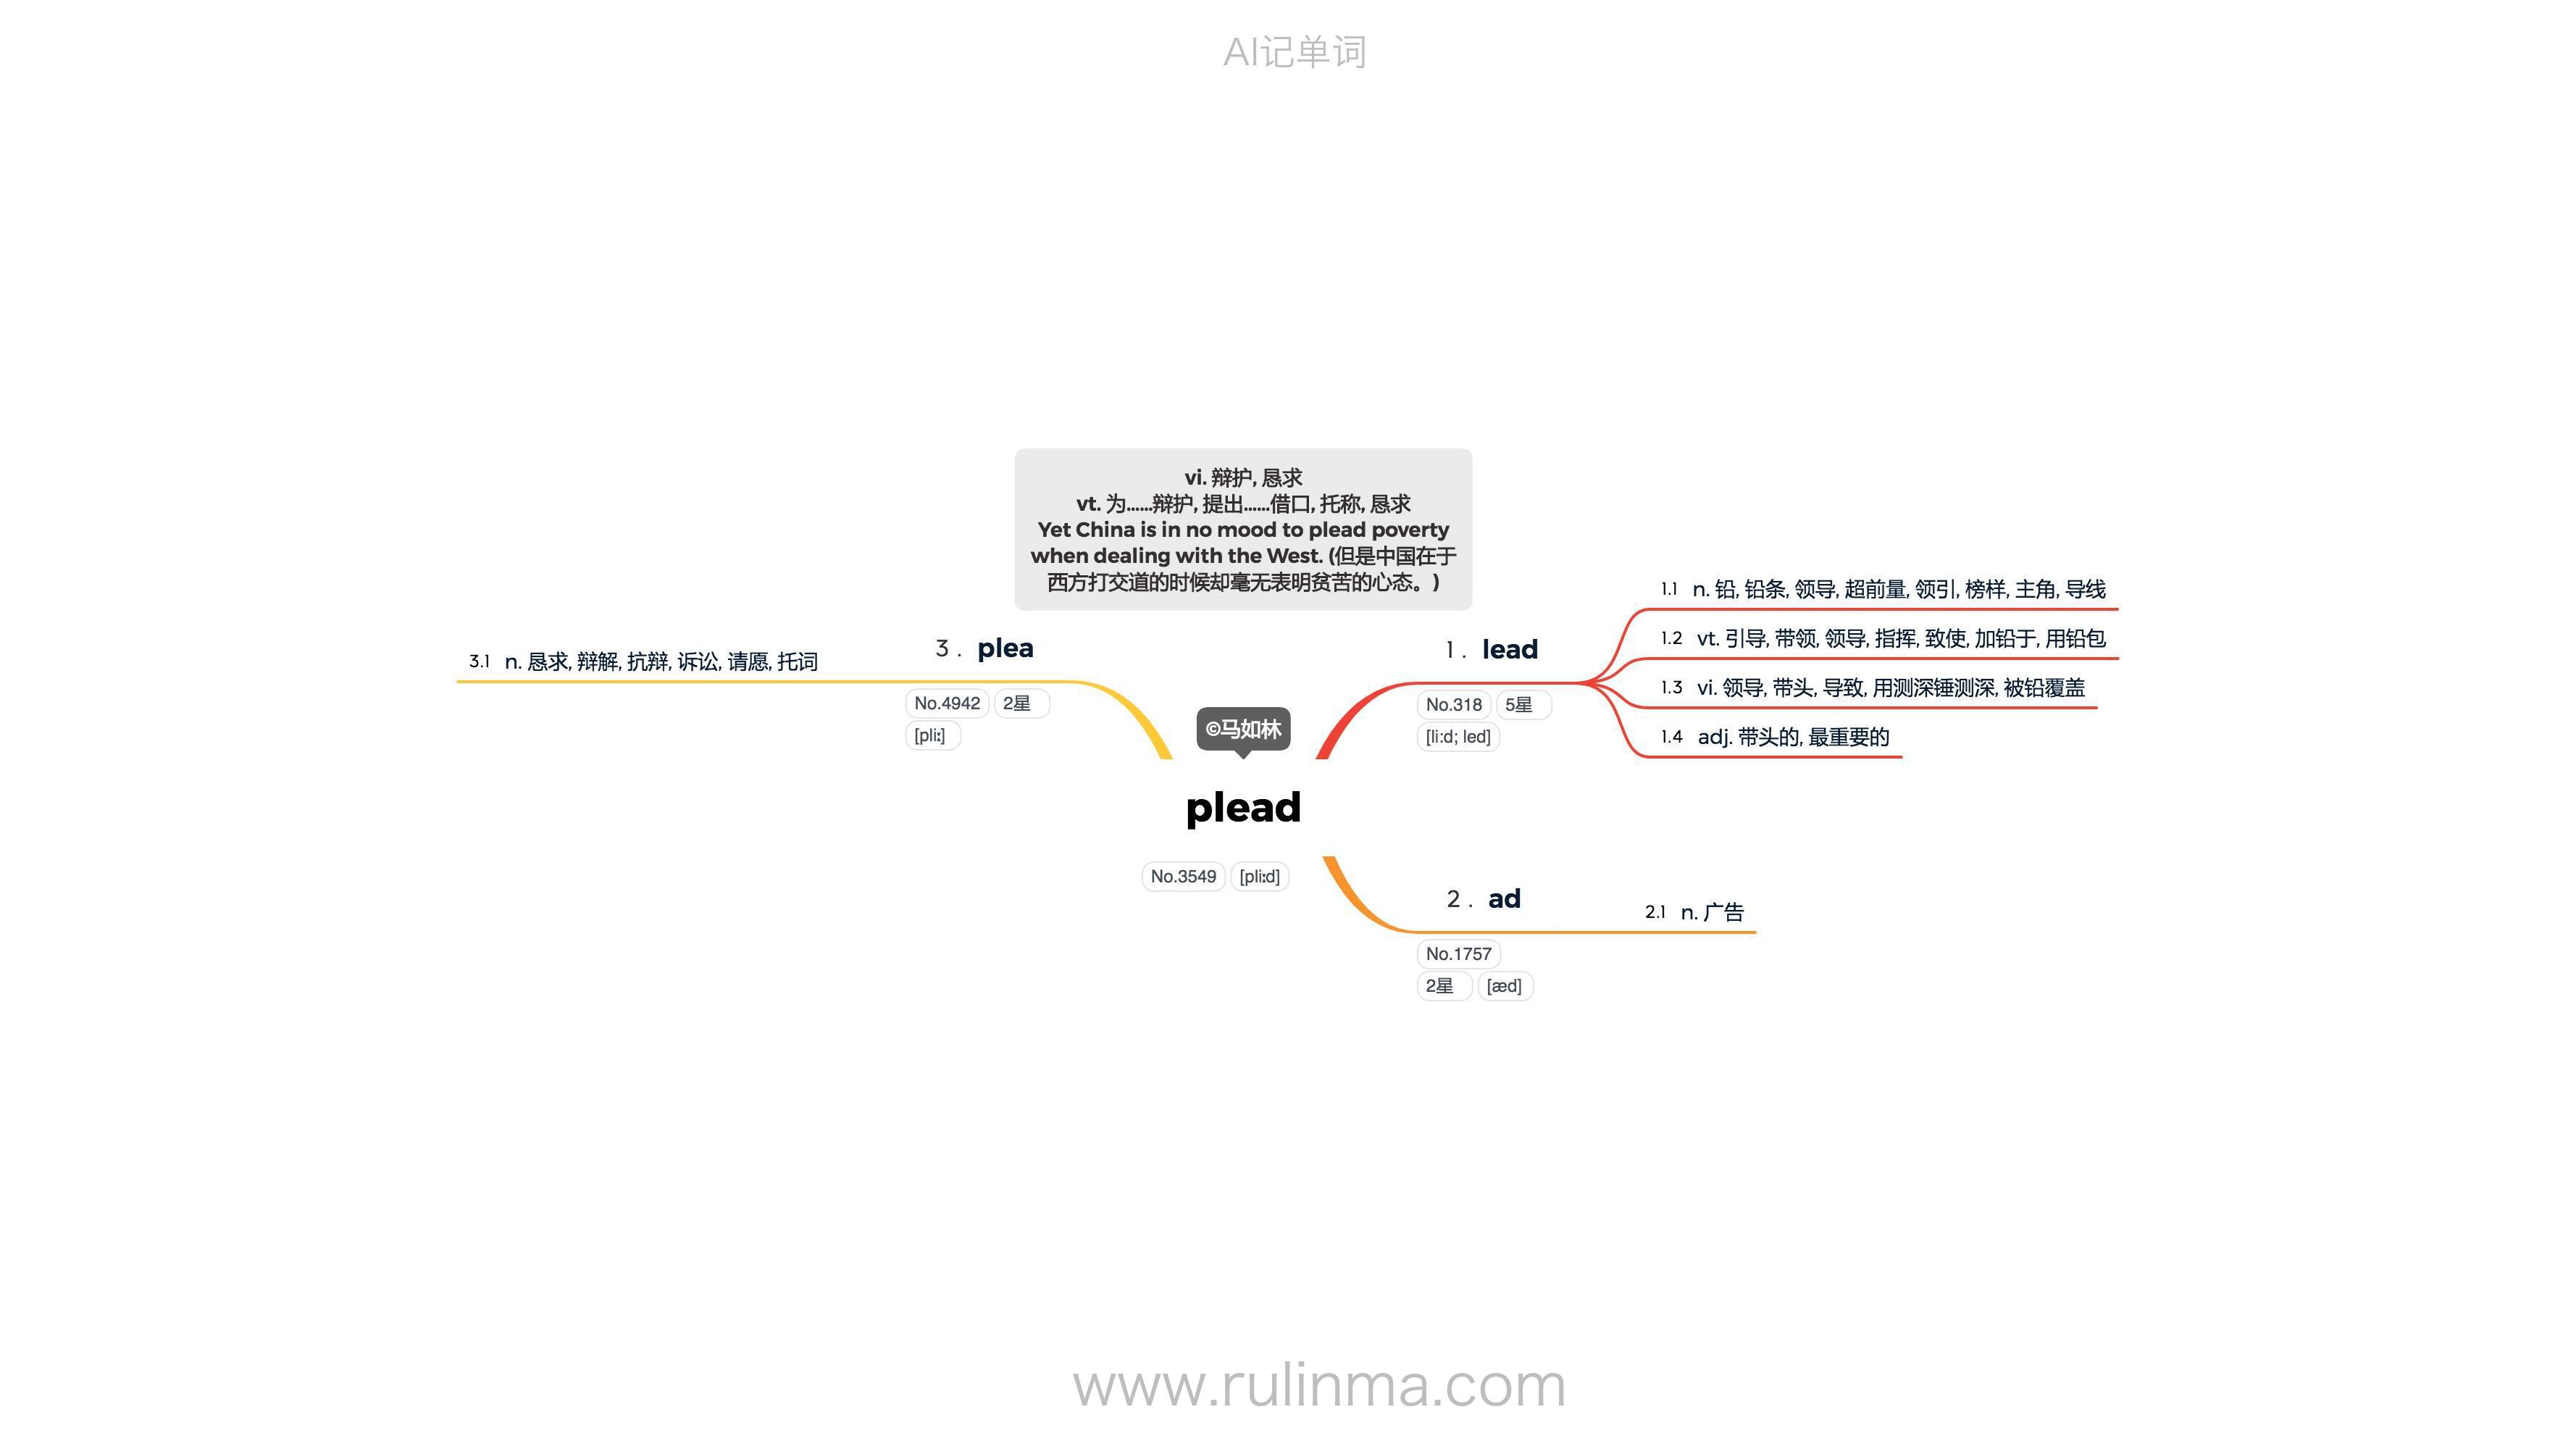 AI记单词
vi. 辩护, 恳求
vt. 为……辩护, 提出……借口, 托称, 恳求
Yet China is in no mood to plead poverty
when dealing with the West. (但是中国在于
西方打交道的时候却毫无表明贫苦的心态。)
©马如林
plead
No.3549 [pli:d]
1 . lead
No.318 5星
[li:d; led]
1.1 n. 铅, 铅条, 领导, 超前量, 领引, 榜样, 主角, 导线
1.2 vt. 引导, 带领, 领导, 指挥, 致使, 加铅于, 用铅包
1.3 vi. 领导, 带头, 导致, 用测深锤测深, 被铅覆盖
1.4 adj. 带头的, 最重要的
2 . ad
No.1757
2星 [æd]
2.1 n. 广告
3 . plea
No.4942 2星
[pli:]
3.1 n. 恳求, 辩解, 抗辩, 诉讼, 请愿, 托词
www.rulinma.com